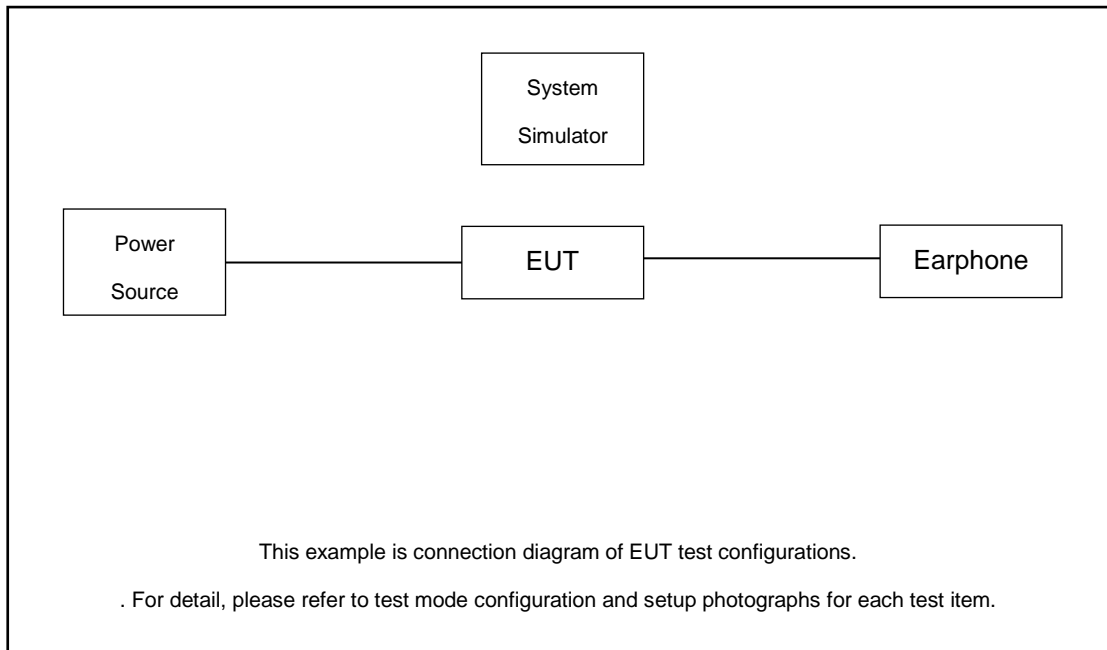 System
Simulator
Power
Source
EUT
Earphone
This example is connection diagram of EUT test configurations.
. For detail, please refer to test mode configuration and setup photographs for each test item.